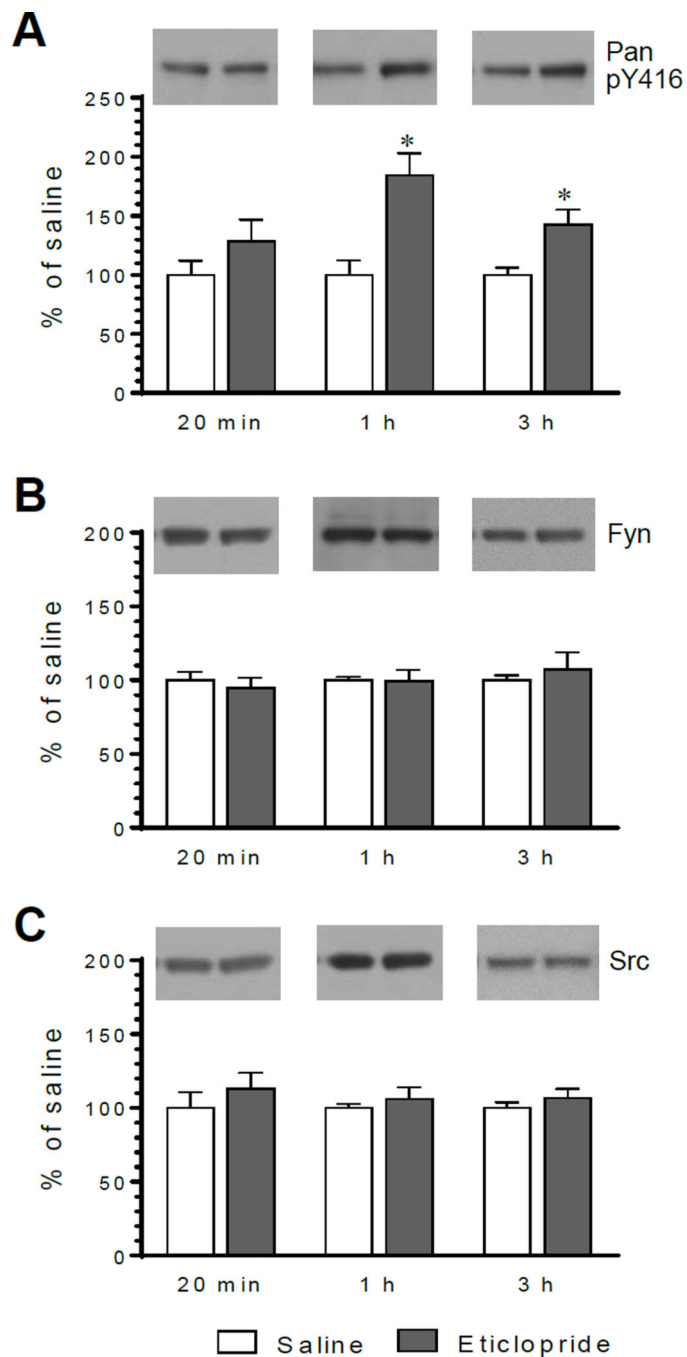 A
Pan
pY416
250
200
150
100
50
0
% of saline
*
*
20 min 1 h 3 h
B
Fyn
200
150
100
50
0
% of saline
20 min 1 h 3 h
C
Src
200
150
100
50
0
% of saline
20 min 1 h 3 h
Saline Eticlopride